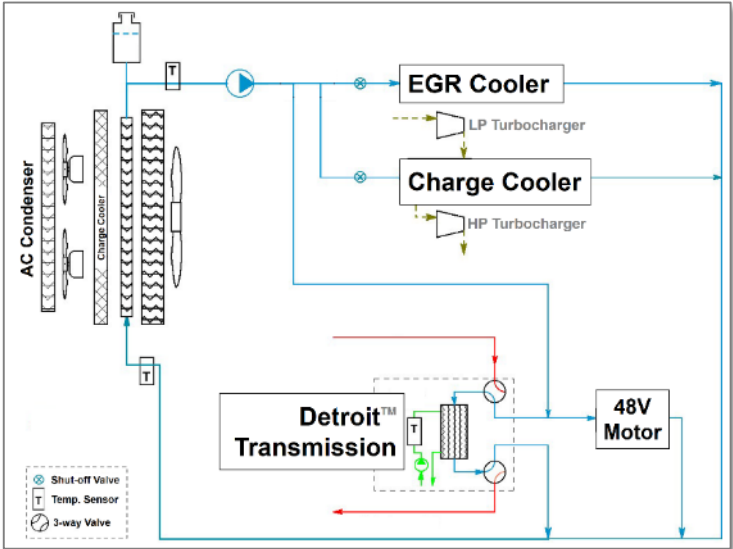 T
EGR Cooler
LP Turbocharger
Charge Cooler
HP Turbocharger
AC Condenser
Charge Cooler
T
Detroit™
Transmission
T
48V
Motor
Shut-off Valve
T
Temp. Sensor
3-way Valve